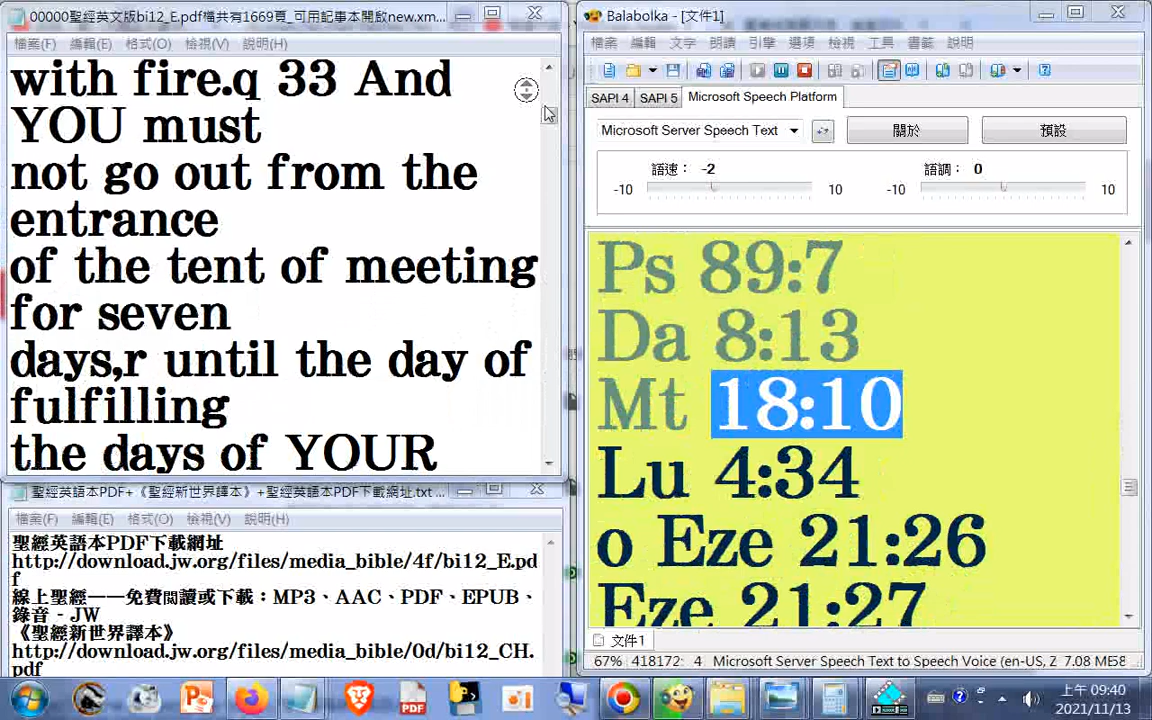 00000聖經英文版bi12_E.pdf檔共有1669頁_可用記事本開啟new.xm...
檔案(F) 編輯(E) 格式(O) 檢視(V) 說明(H)
with fire.q 33 And
YOU must
not go out from the
entrance
of the tent of meeting
for seven
days,r until the day of
fulfilling
the days of YOUR
聖經英語本PDF+《聖經新世界譯本》+聖經英語本PDF下載網址.txt ...
檔案(F) 編輯(E) 格式(O) 檢視(V) 說明(H)
聖經英語本PDF下載網址
http://download.jw.org/files/media_bible/4f/bi12_E.pd
f
線上聖經——免費閱讀或下載：MP3、AAC、PDF、EPUB、
錄音 - JW
《聖經新世界譯本》
http://download.jw.org/files/media_bible/0d/bi12_CH.
pdf
Balabolka - [文件1]
檔案 編輯 文字 朗讀 引擎 選項 檢視 工具 書籤 說明
SAPI 4 SAPI 5 Microsoft Speech Platform
Microsoft Server Speech Text 關於 預設
語速： -2 語調： 0
-10 10 -10 10
Ps 89:7
Da 8:13
Mt 18:10
Lu 4:34
o Eze 21:26
Eze 21:27
文件1
67% 418172: 4 Microsoft Server Speech Text to Speech Voice (en-US, Z 7.08 ME58
上午 09:40
2021/11/13